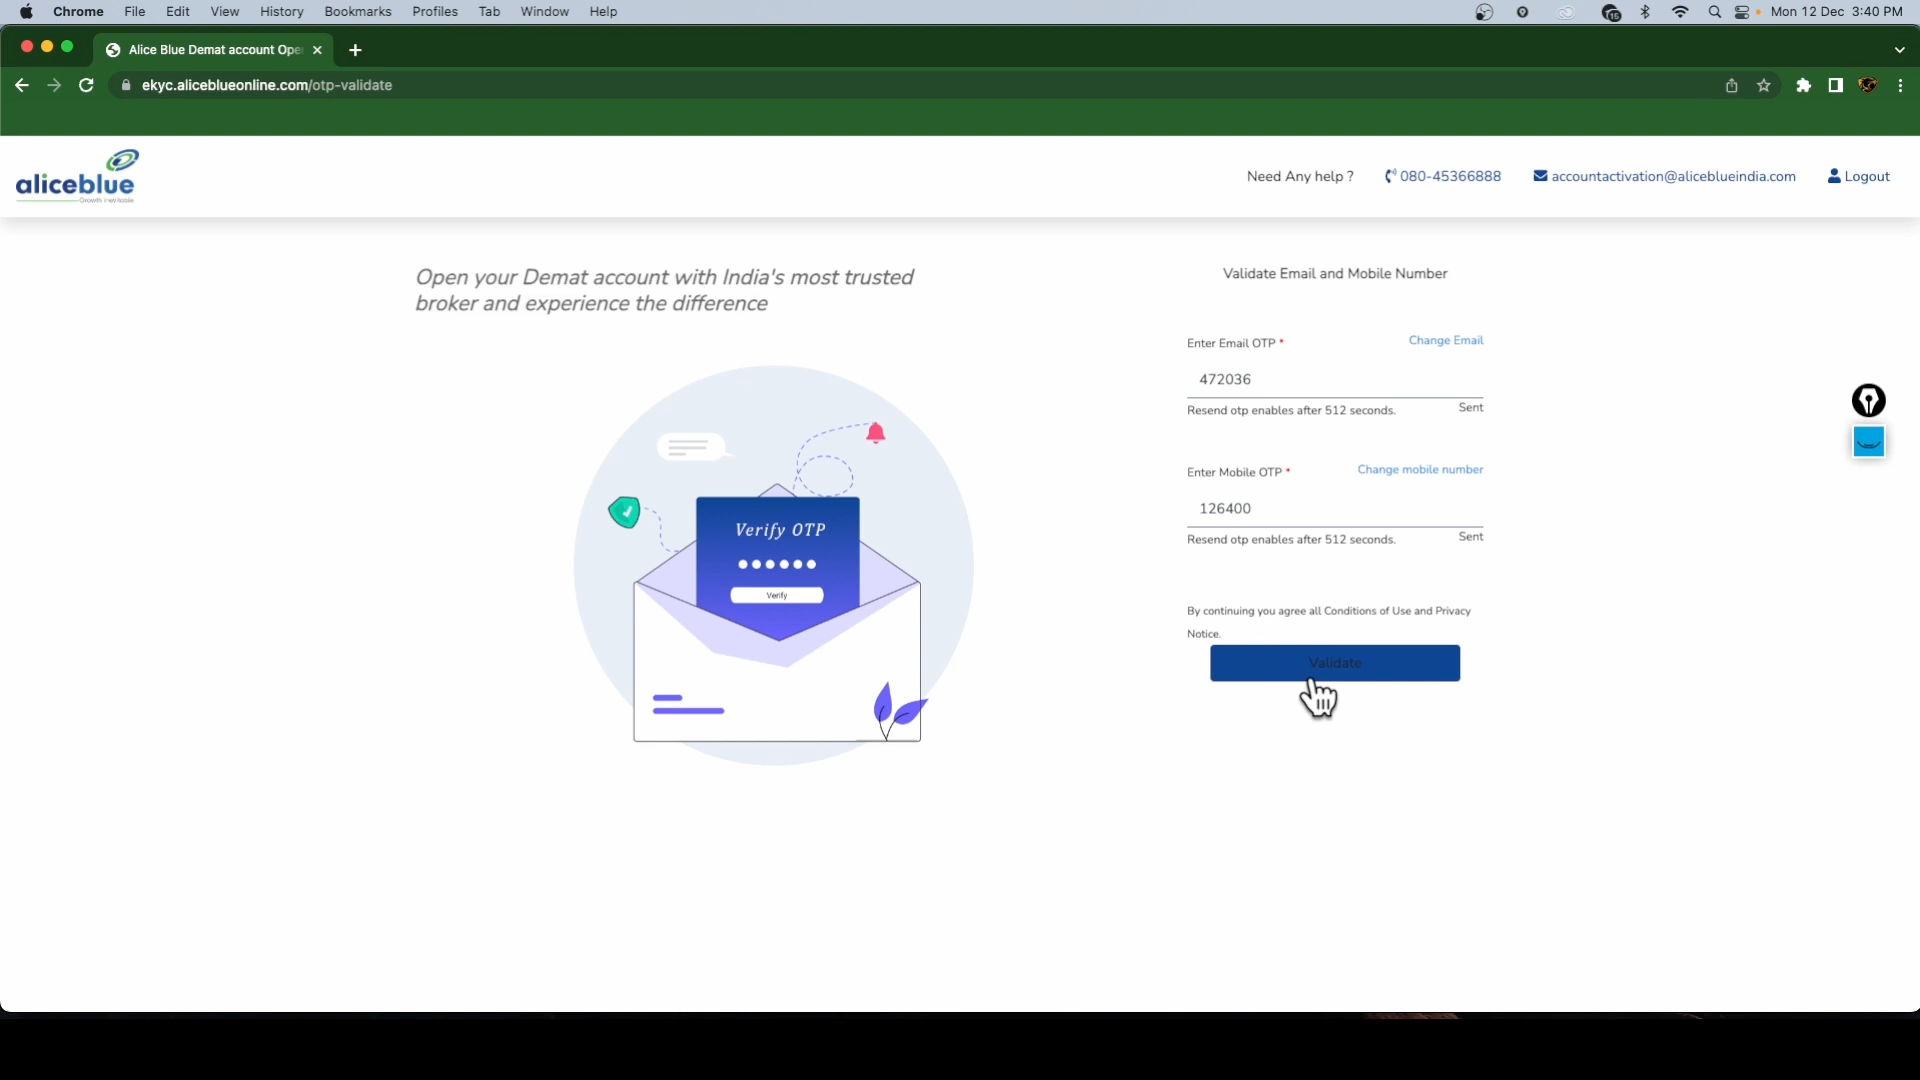 Chrome File Edit View History Bookmarks Profiles Tab Window Help
15
Mon 12 Dec 3:40 PM
Alice Blue Demat account Ope
ekyc.aliceblueonline.com/otp-validate
aliceblue
Growth inevitable
Need Any help ?
080-45366888
accountactivation@aliceblueindia.com
Logout
Open your Demat account with India's most trusted
broker and experience the difference
Verify OTP
Verify
Validate Email and Mobile Number
Enter Email OTP *
Change Email
472036
Resend otp enables after 512 seconds.
Sent
Enter Mobile OTP *
Change mobile number
126400
Resend otp enables after 512 seconds.
Sent
By continuing you agree all Conditions of Use and Privacy
Notice.
Validate